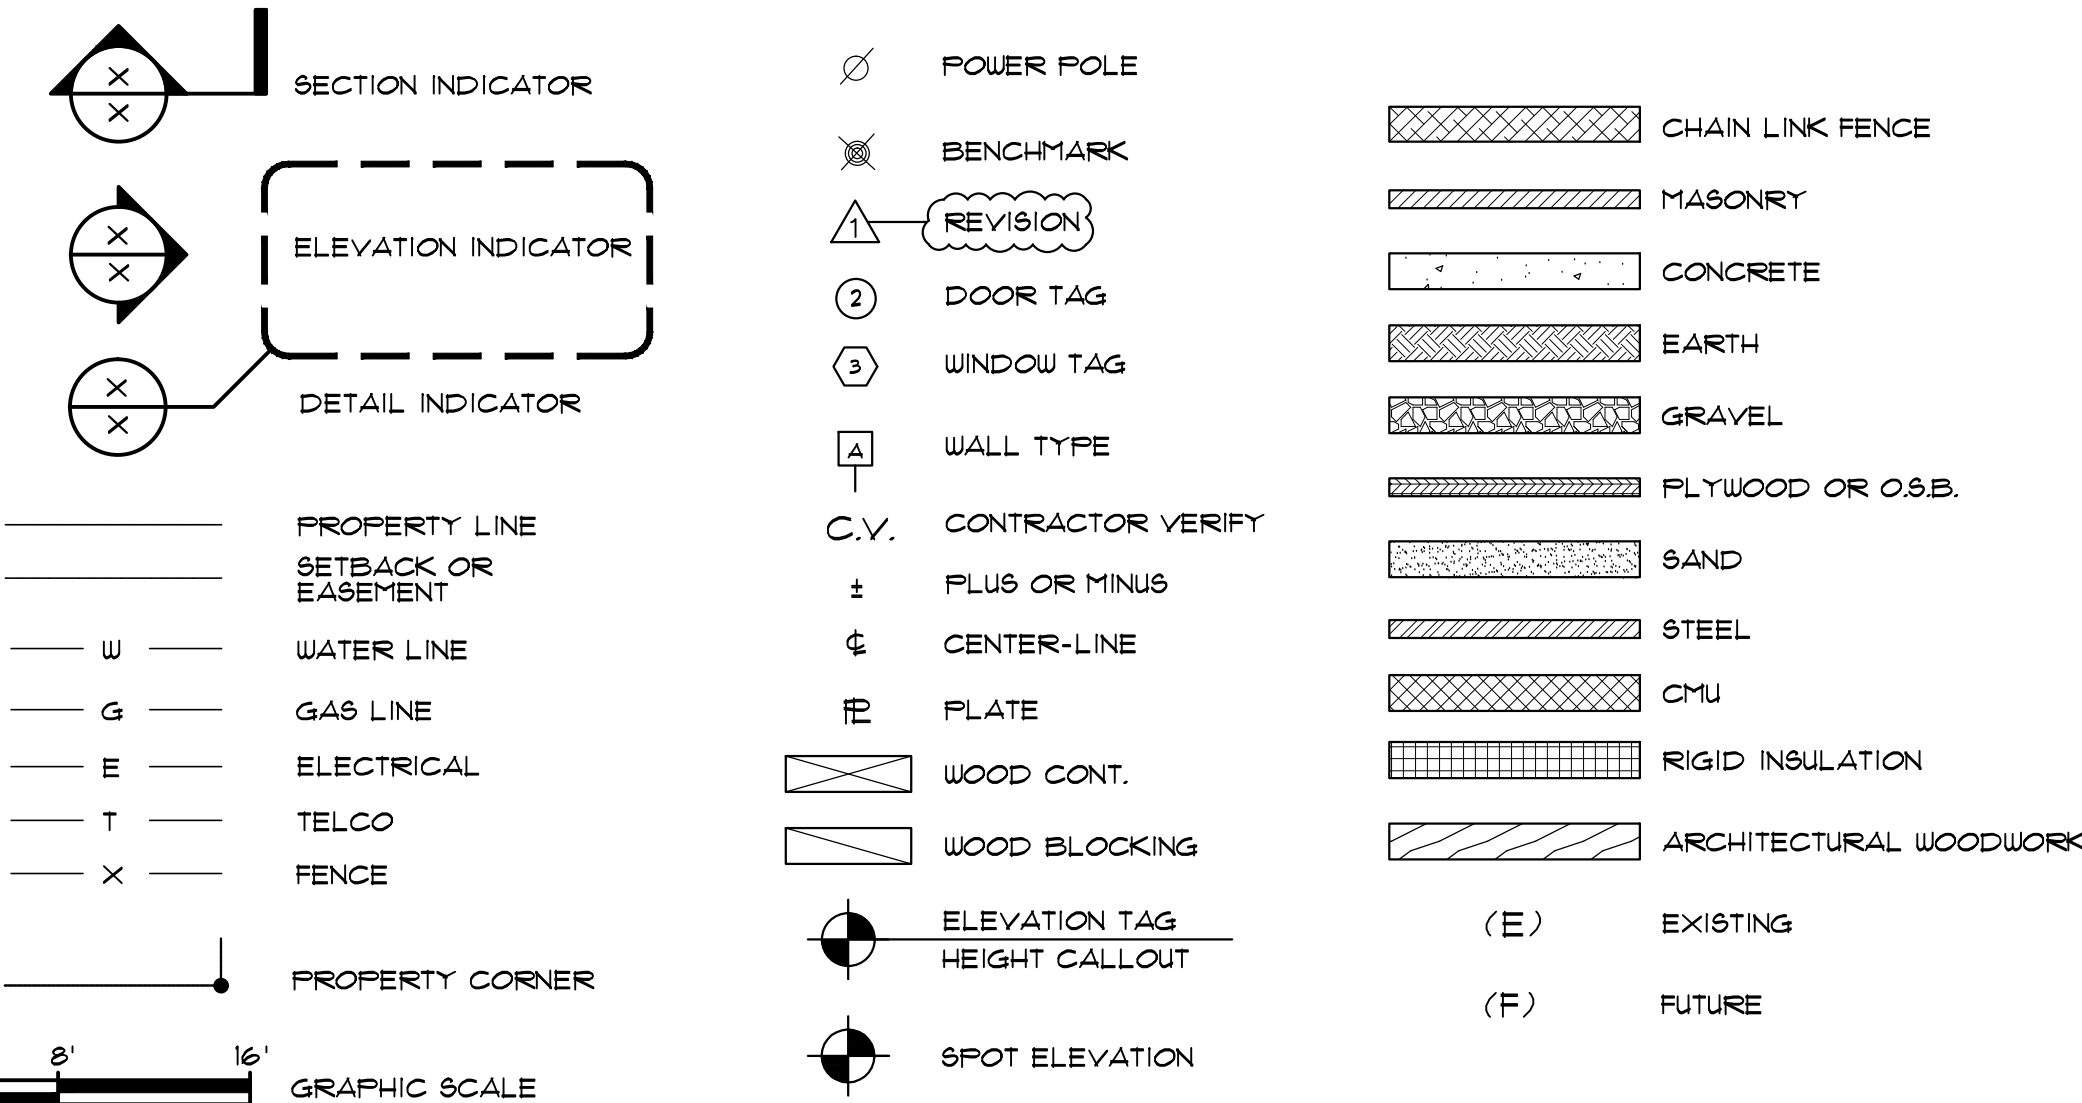 X
X
SECTION INDICATOR
X
X
ELEVATION INDICATOR
X
X
DETAIL INDICATOR
PROPERTY LINE
SETBACK OR
EASEMENT
W WATER LINE
G GAS LINE
E ELECTRICAL
T TELCO
X FENCE
PROPERTY CORNER
8' 16'
GRAPHIC SCALE
POWER POLE
BENCHMARK
1 REVISION
2 DOOR TAG
3 WINDOW TAG
A WALL TYPE
C.V. CONTRACTOR VERIFY
± PLUS OR MINUS
℄ CENTER-LINE
PL PLATE
WOOD CONT.
WOOD BLOCKING
ELEVATION TAG
HEIGHT CALLOUT
SPOT ELEVATION
CHAIN LINK FENCE
MASONRY
CONCRETE
EARTH
GRAVEL
PLYWOOD OR O.S.B.
SAND
STEEL
CMU
RIGID INSULATION
ARCHITECTURAL WOODWORK
(E) EXISTING
(F) FUTURE